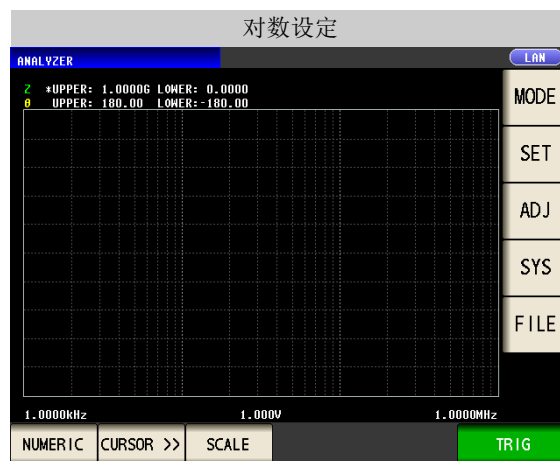 对数设定
ANALYZER
LAN
Z *UPPER: 1.0000G LOWER: 0.0000
θ UPPER: 180.00 LOWER:-180.00
MODE
SET
ADJ
SYS
FILE
1.0000kHz 1.000V 1.0000MHz
NUMERIC CURSOR >> SCALE TRIG